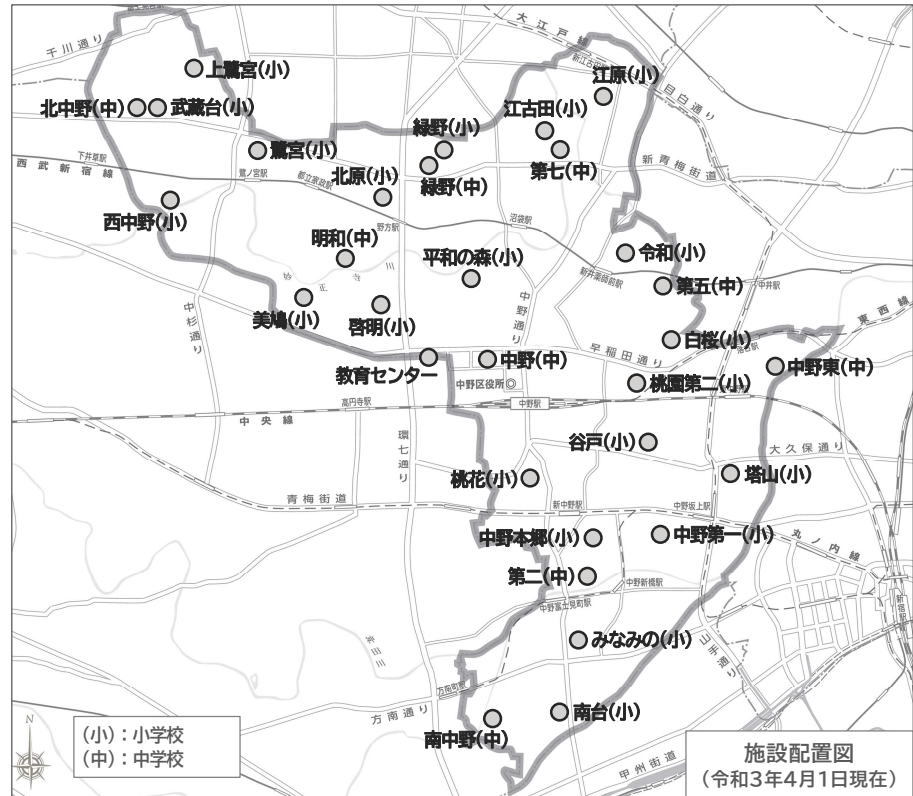 大江戸線
千川通り
新江古田駅
上鷺宮(小)
江原(小)
目白通り
北中野(中)
武蔵台(小)
江古田(小)
緑野(小)
鷺宮(小)
第七(中)
新青梅街道
下井草駅
西武新宿線
鷺ノ宮駅
都立家政駅
北原(小)
緑野(中)
西中野(小)
野方駅
沼袋駅
明和(中)
平和の森(小)
令和(小)
妙正寺川
新井薬師前駅
第五(中)
中井駅
美鳩(小)
啓明(小)
中野通り
中杉通り
東西線
早稲田通り
白桜(小)
落合駅
教育センター
中野(中)
中野東(中)
中野区役所◎
桃園第二(小)
高円寺駅
中野駅
中央線
環七通り
谷戸(小)
大久保通り
桃花(小)
塔山(小)
青梅街道
新中野駅
中野坂上駅
中野本郷(小)
中野第一(小)
丸ノ内線
第二(中)
中野新橋駅
中野富士見町駅
新宿駅
みなみの(小)
山手通り
方南町駅
方南通り
南中野(中)
南台(小)
甲州街道
N
(小)：小学校
(中)：中学校
施設配置図
(令和3年4月1日現在)